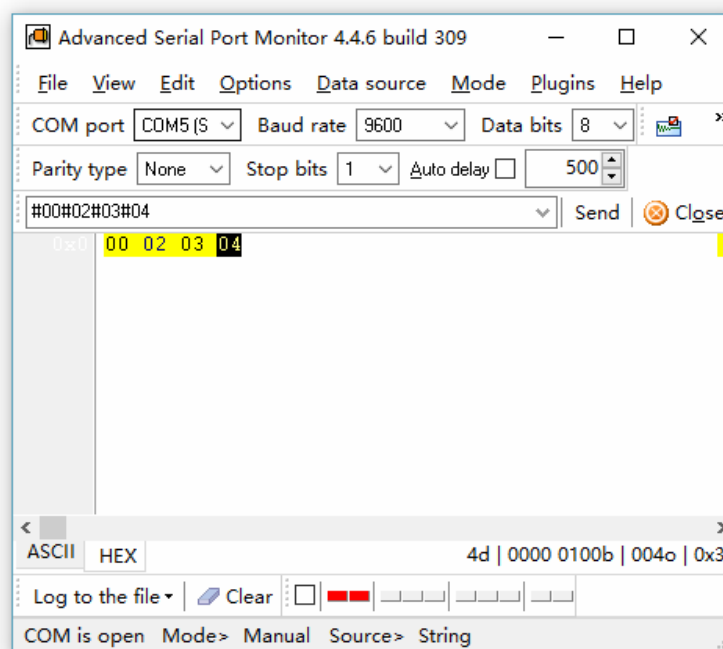 Advanced Serial Port Monitor 4.4.6 build 309
File View Edit Options Data source Mode Plugins Help
COM port COM5 (S Baud rate 9600 Data bits 8
Parity type None Stop bits 1 Auto delay 500
#00#02#03#04 Send Close
0x0 00 02 03 04
ASCII HEX 4d | 0000 0100b | 004o | 0x3
Log to the file Clear
COM is open Mode> Manual Source> String